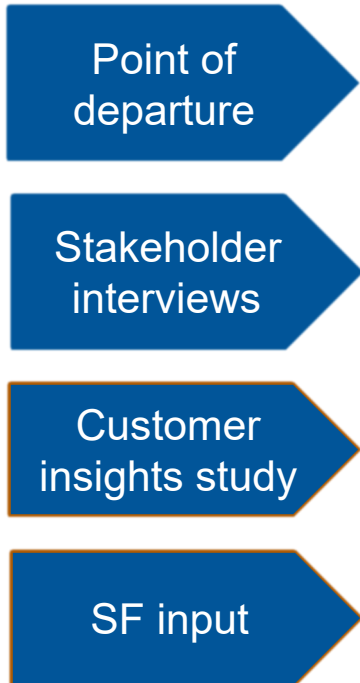 Point of
departure
Stakeholder
interviews
Customer
insights study
SF input